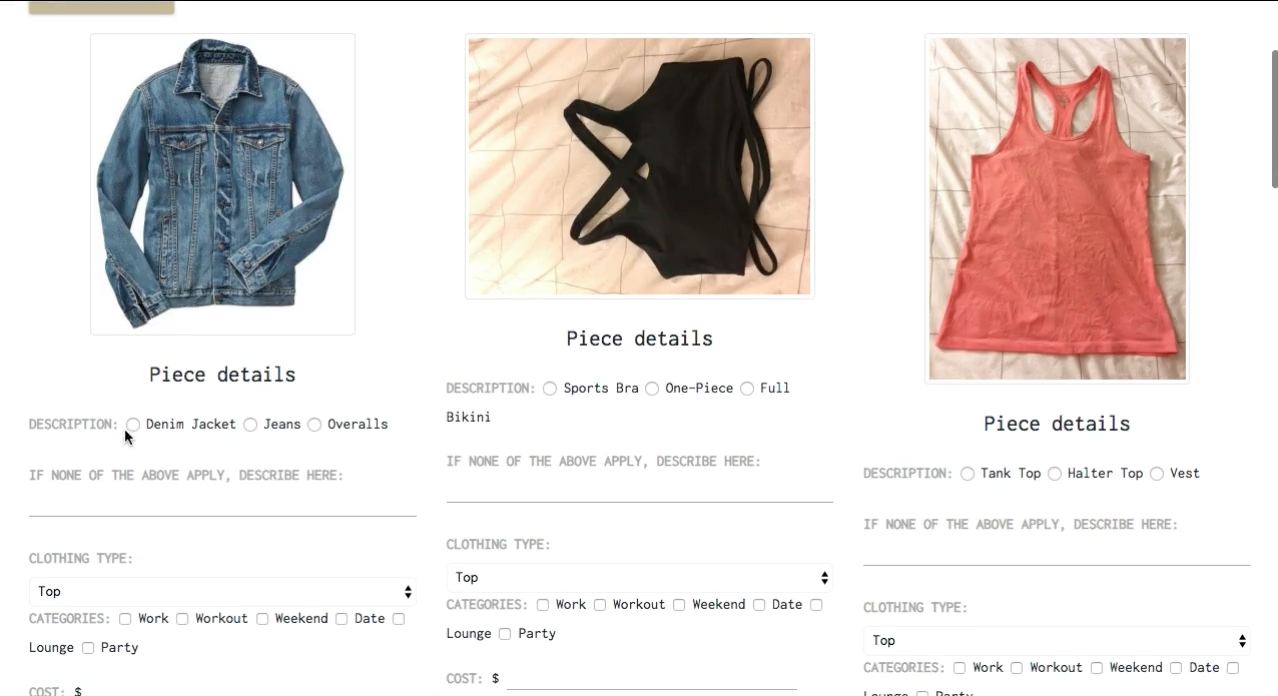 Piece details
DESCRIPTION: Denim Jacket Jeans Overalls
IF NONE OF THE ABOVE APPLY, DESCRIBE HERE:
CLOTHING TYPE:
Top
CATEGORIES: Work Workout Weekend Date
Lounge Party
COST: $
Piece details
DESCRIPTION: Sports Bra One-Piece Full
Bikini
IF NONE OF THE ABOVE APPLY, DESCRIBE HERE:
CLOTHING TYPE:
Top
CATEGORIES: Work Workout Weekend Date
Lounge Party
COST: $
Piece details
DESCRIPTION: Tank Top Halter Top Vest
IF NONE OF THE ABOVE APPLY, DESCRIBE HERE:
CLOTHING TYPE:
Top
CATEGORIES: Work Workout Weekend Date
Lounge Party